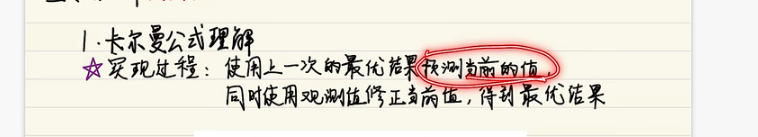 1.卡尔曼公式理解
☆实现过程：使用上一次的最优结果预测当前的值，
同时使用观测值修正当前值，得到最优结果